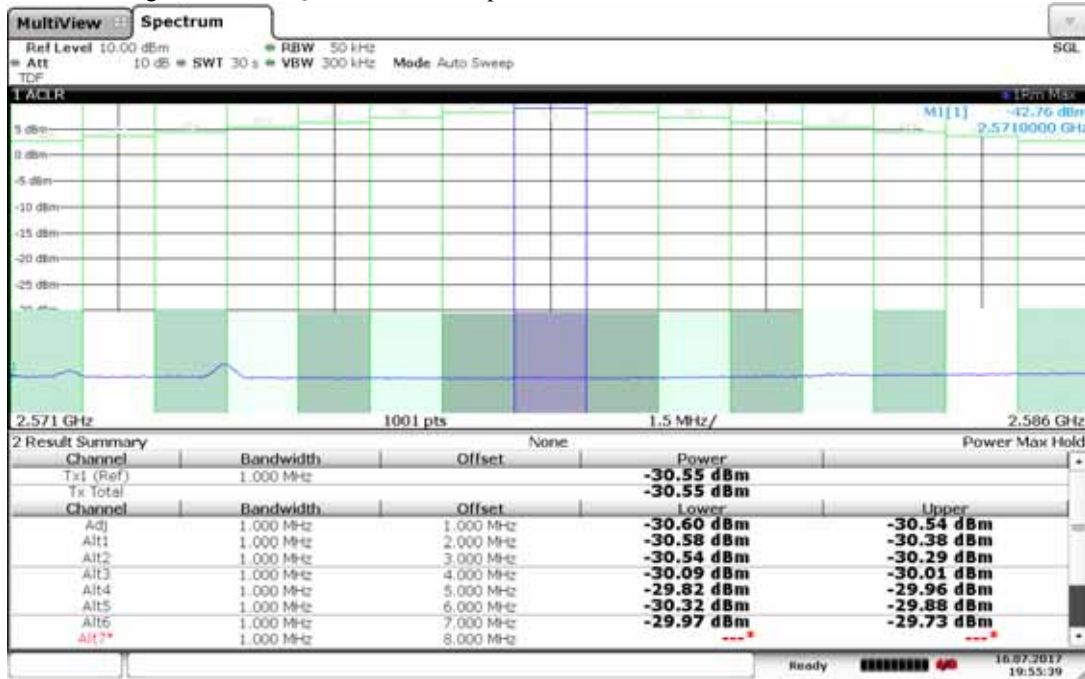 MultiView Spectrum
Ref Level 10.00 dBm RBW 50 kHz SGL
Att 10 dB SWT 30 s VBW 300 kHz Mode Auto Sweep
TDF
1 ACLR 1Rm Max
M1[1] -42.76 dBm
2.5710000 GHz
5 dBm
0 dBm
-5 dBm
-10 dBm
-15 dBm
-20 dBm
-25 dBm
2.571 GHz 1001 pts 1.5 MHz/ 2.586 GHz
2 Result Summary None Power Max Hold
Channel Bandwidth Offset Power
Tx1 (Ref) 1.000 MHz -30.55 dBm
Tx Total -30.55 dBm
Channel Bandwidth Offset Lower Upper
Adj 1.000 MHz 1.000 MHz -30.60 dBm -30.54 dBm
Alt1 1.000 MHz 2.000 MHz -30.58 dBm -30.38 dBm
Alt2 1.000 MHz 3.000 MHz -30.54 dBm -30.29 dBm
Alt3 1.000 MHz 4.000 MHz -30.09 dBm -30.01 dBm
Alt4 1.000 MHz 5.000 MHz -29.82 dBm -29.96 dBm
Alt5 1.000 MHz 6.000 MHz -30.32 dBm -29.88 dBm
Alt6 1.000 MHz 7.000 MHz -29.97 dBm -29.73 dBm
Alt7* 1.000 MHz 8.000 MHz ---* ---*
Ready 16.07.2017
19:55:39